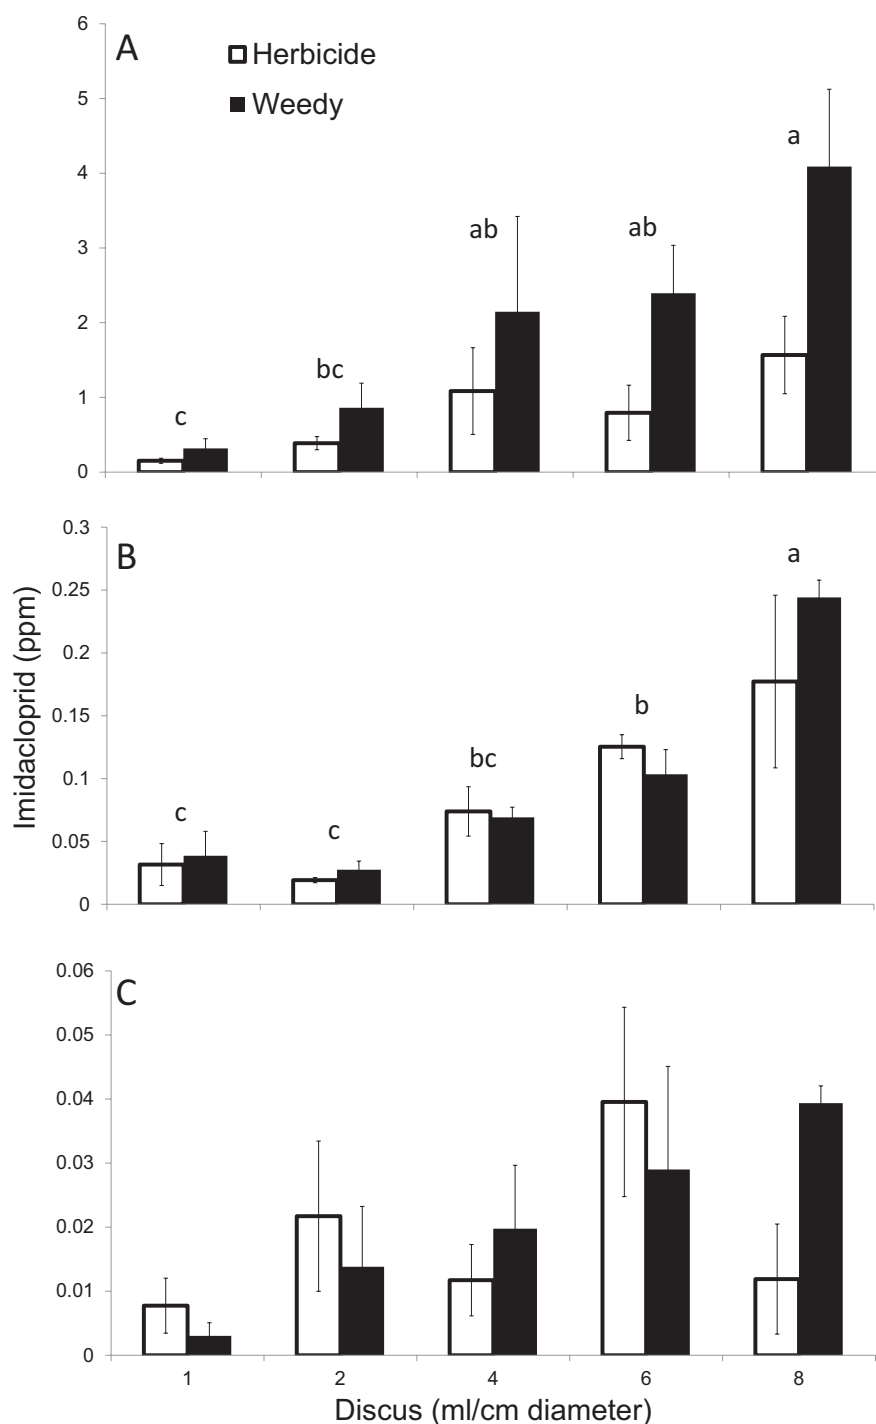 A
Herbicide
Weedy
6
5
4
3
2
1
0
c
bc
ab
ab
a
B
0.3
0.25
0.2
0.15
0.1
0.05
0
c
c
bc
b
a
Imidacloprid (ppm)
C
0.06
0.05
0.04
0.03
0.02
0.01
0
1 2 4 6 8
Discus (ml/cm diameter)